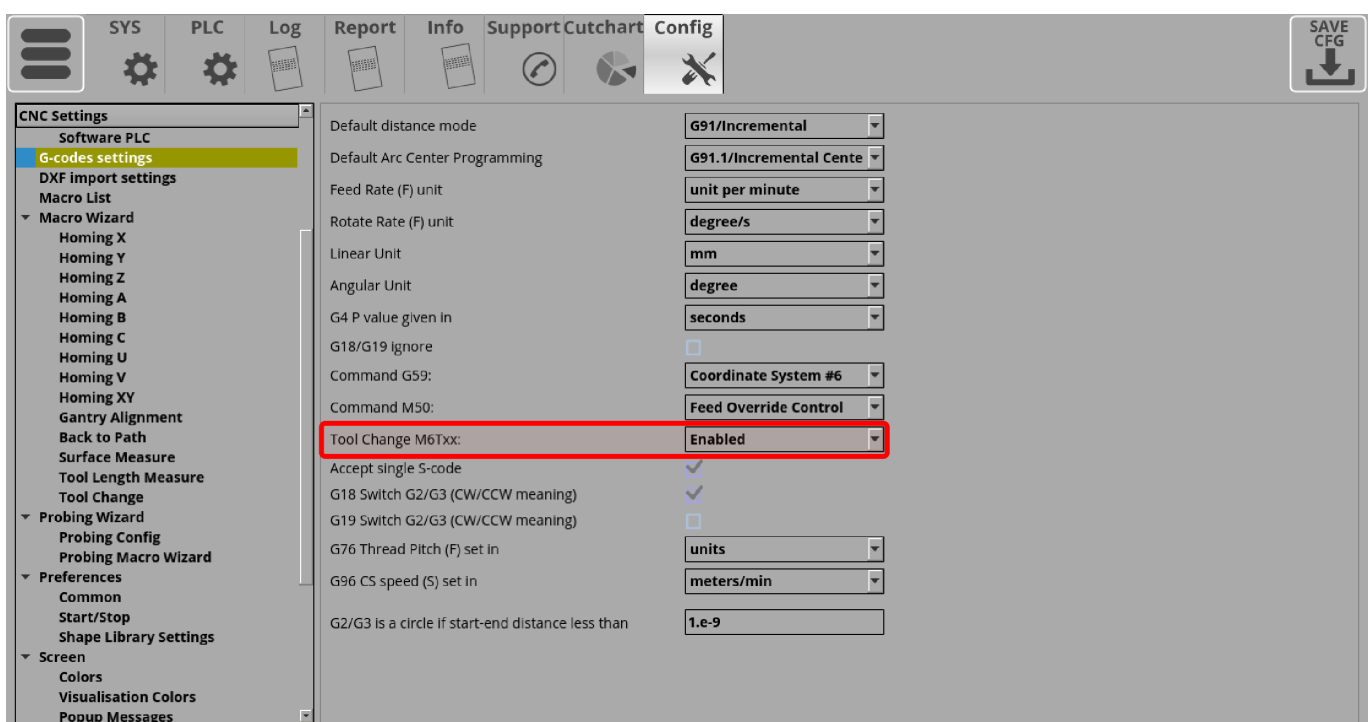 SYS PLC Log Report Info Support Cutchart Config
SAVE
CFG
CNC Settings
Software PLC
G-codes settings
DXF import settings
Macro List
Macro Wizard
Homing X
Homing Y
Homing Z
Homing A
Homing B
Homing C
Homing U
Homing V
Homing XY
Gantry Alignment
Back to Path
Surface Measure
Tool Length Measure
Tool Change
Probing Wizard
Probing Config
Probing Macro Wizard
Preferences
Common
Start/Stop
Shape Library Settings
Screen
Colors
Visualisation Colors
Popup Messages
Default distance mode G91/Incremental
Default Arc Center Programming G91.1/Incremental Cente
Feed Rate (F) unit unit per minute
Rotate Rate (F) unit degree/s
Linear Unit mm
Angular Unit degree
G4 P value given in seconds
G18/G19 ignore
Command G59: Coordinate System #6
Command M50: Feed Override Control
Tool Change M6Txx: Enabled
Accept single S-code
G18 Switch G2/G3 (CW/CCW meaning)
G19 Switch G2/G3 (CW/CCW meaning)
G76 Thread Pitch (F) set in units
G96 CS speed (S) set in meters/min
G2/G3 is a circle if start-end distance less than 1.e-9